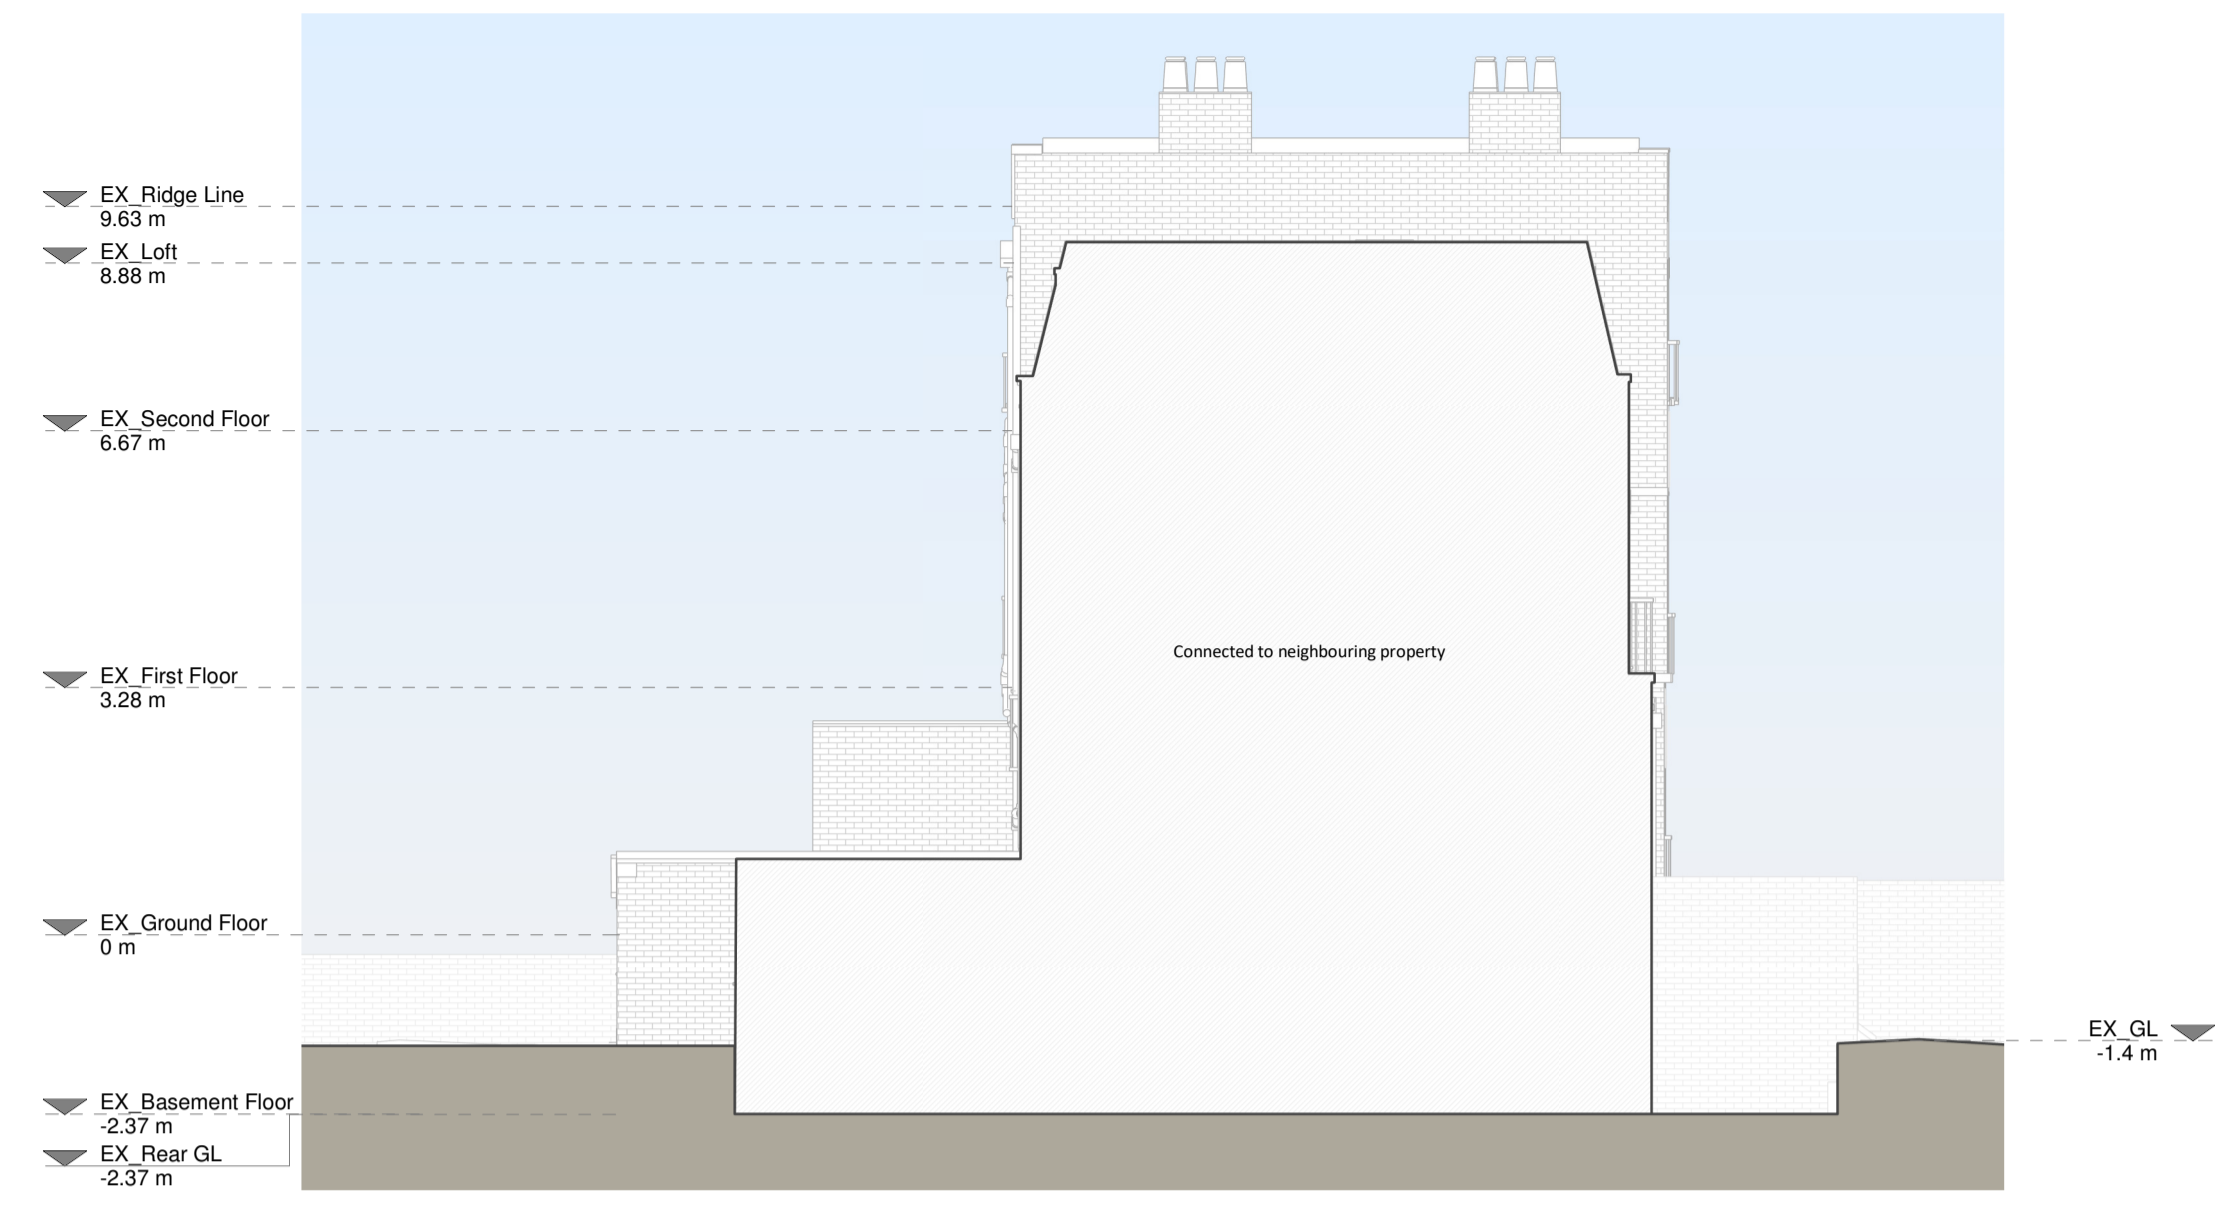 EX_Ridge Line
9.63 m
EX_Loft
8.88 m
EX_Second Floor
6.67 m
Connected to neighbouring property
EX_First Floor
3.28 m
EX_Ground Floor
0 m
EX_GL
-1.4 m
EX_Basement Floor
-2.37 m
EX_Rear GL
-2.37 m